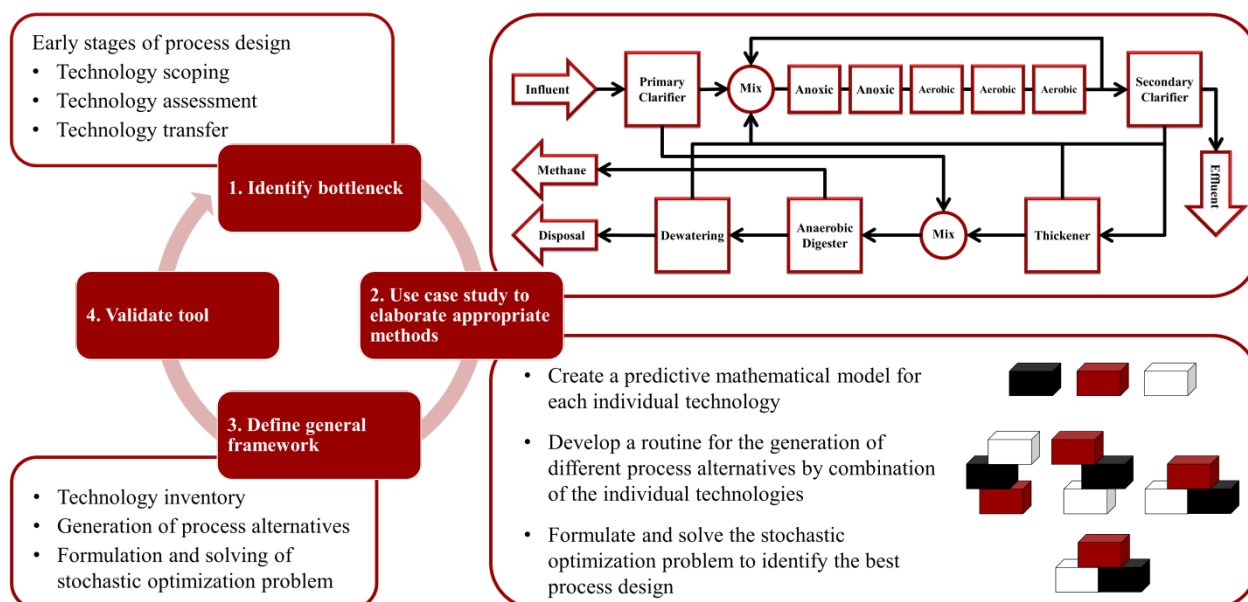 Early stages of process design
• Technology scoping
• Technology assessment
• Technology transfer
1. Identify bottleneck
2. Use case study to
elaborate appropriate
methods
3. Define general
framework
4. Validate tool
• Technology inventory
• Generation of process alternatives
• Formulation and solving of
stochastic optimization problem
Influent
Primary
Clarifier
Mix
Anoxic
Anoxic
Aerobic
Aerobic
Aerobic
Secondary
Clarifier
Effluent
Methane
Disposal
Dewatering
Anaerobic
Digester
Mix
Thickener
• Create a predictive mathematical model for
each individual technology
• Develop a routine for the generation of
different process alternatives by combination
of the individual technologies
• Formulate and solve the stochastic
optimization problem to identify the best
process design